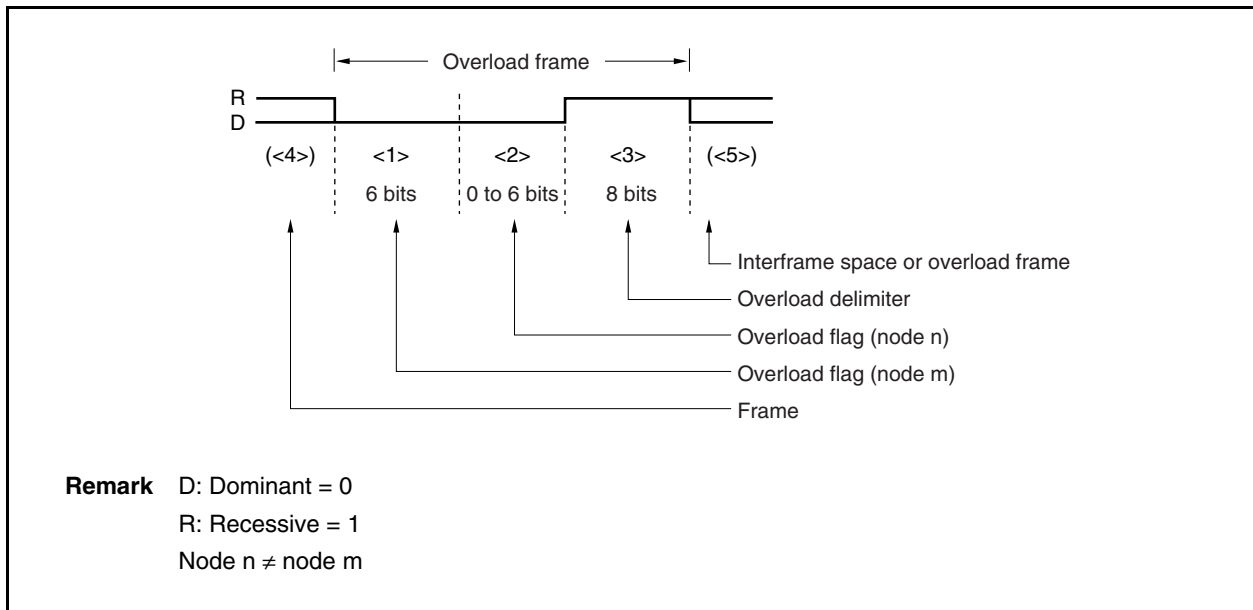 Overload frame
R
D
(<4>) <1> <2> <3> (<5>)
6 bits 0 to 6 bits 8 bits
Interframe space or overload frame
Overload delimiter
Overload flag (node n)
Overload flag (node m)
Frame
Remark D: Dominant = 0
R: Recessive = 1
Node n ≠ node m